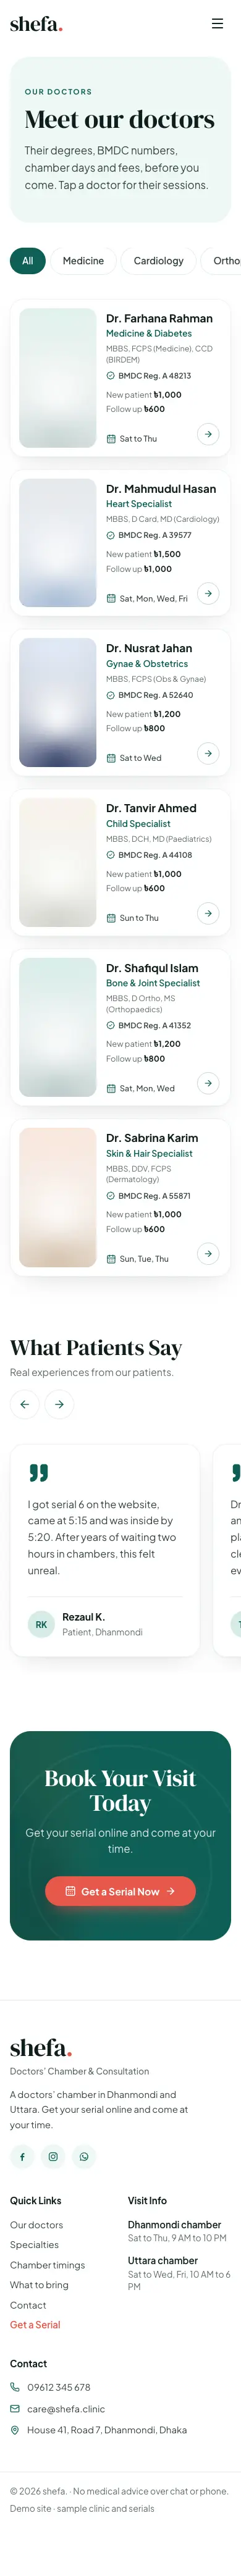 shefa.
OUR DOCTORS
Meet our doctors
Their degrees, BMDC numbers,
chamber days and fees, before you
come. Tap a doctor for their sessions.
All Medicine Cardiology
Dr. Farhana Rahman
Medicine & Diabetes
MBBS, FCPS (Medicine), CCD
(BIRDEM)
BMDC Reg. A 48213
New patient ৳1,000
Follow up ৳600
Sat to Thu
Dr. Mahmudul Hasan
Heart Specialist
MBBS, D Card, MD (Cardiology)
BMDC Reg. A 39577
New patient ৳1,500
Follow up ৳1,000
Sat, Mon, Wed, Fri
Dr. Nusrat Jahan
Gynae & Obstetrics
MBBS, FCPS (Obs & Gynae)
BMDC Reg. A 52640
New patient ৳1,200
Follow up ৳800
Sat to Wed
Dr. Tanvir Ahmed
Child Specialist
MBBS, DCH, MD (Paediatrics)
BMDC Reg. A 44108
New patient ৳1,000
Follow up ৳600
Sun to Thu
Dr. Shafiqul Islam
Bone & Joint Specialist
MBBS, D Ortho, MS
(Orthopaedics)
BMDC Reg. A 41352
New patient ৳1,200
Follow up ৳800
Sat, Mon, Wed
Dr. Sabrina Karim
Skin & Hair Specialist
MBBS, DDV, FCPS
(Dermatology)
BMDC Reg. A 55871
New patient ৳1,000
Follow up ৳600
Sun, Tue, Thu
What Patients Say
Real experiences from our patients.
I got serial 6 on the website,
came at 5:15 and was inside by
5:20. After years of waiting two
hours in chambers, this felt
unreal.
RK
Rezaul K.
Patient, Dhanmondi
Book Your Visit
Today
Get your serial online and come at your
time.
Get a Serial Now
shefa.
Doctors' Chamber & Consultation
A doctors' chamber in Dhanmondi and
Uttara. Get your serial online and come at
your time.
Quick Links
Our doctors
Specialties
Chamber timings
What to bring
Contact
Get a Serial
Visit Info
Dhanmondi chamber
Sat to Thu, 9 AM to 10 PM
Uttara chamber
Sat to Wed, Fri, 10 AM to 6
PM
Contact
09612 345 678
care@shefa.clinic
House 41, Road 7, Dhanmondi, Dhaka
© 2026 shefa. · No medical advice over chat or phone.
Demo site · sample clinic and serials